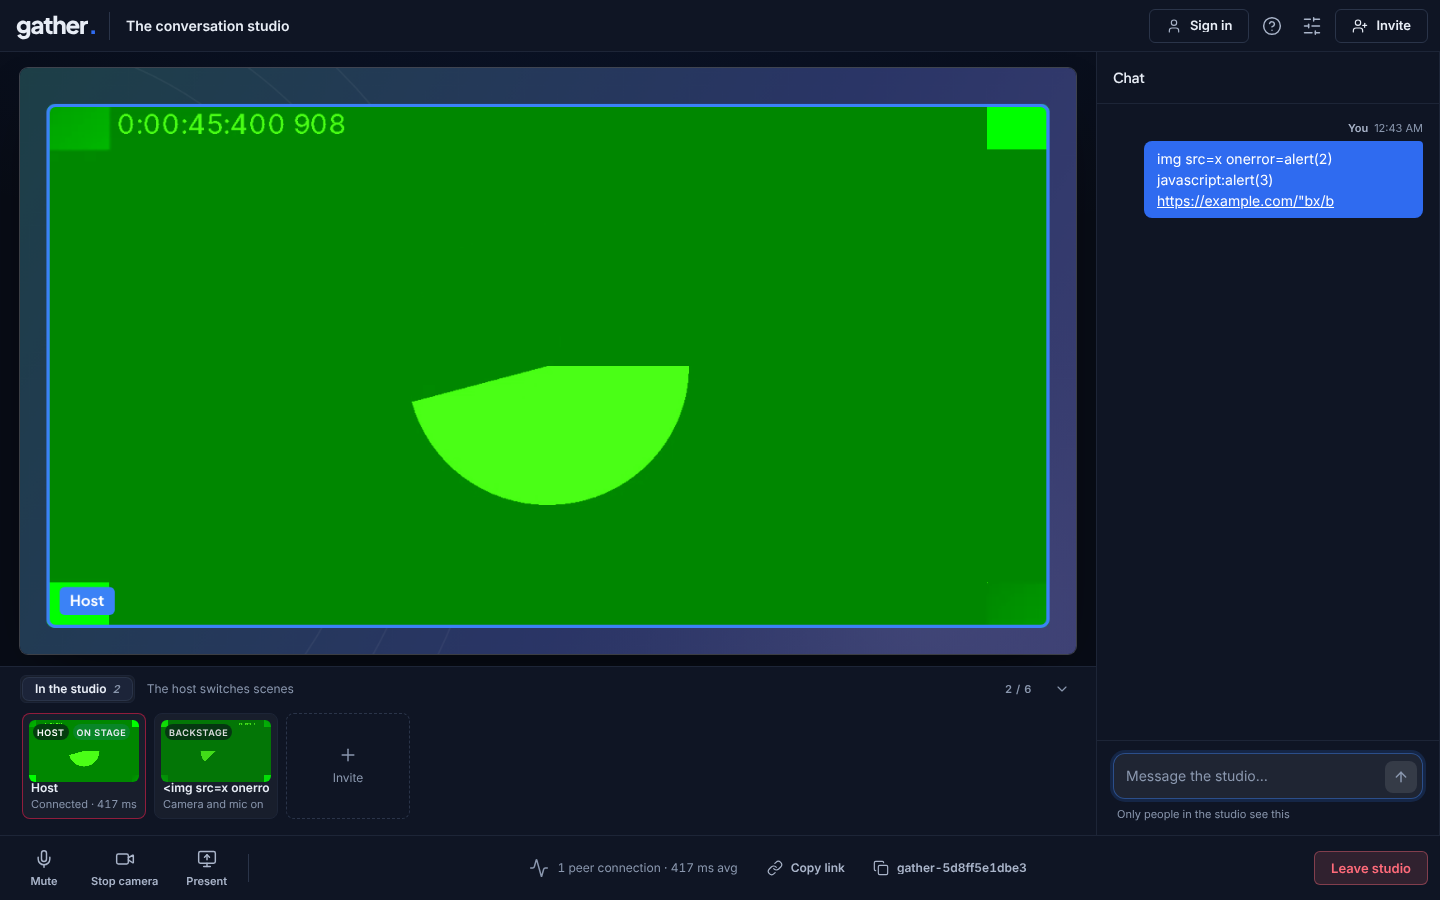 gather.
The conversation studio
Sign in
Invite
0:00:45:400 908
Host
Chat
You 12:43 AM
img src=x onerror=alert(2)
javascript:alert(3)
https://example.com/"bx/b
In the studio 2
The host switches scenes
2 / 6
HOST
ON STAGE
Host
Connected · 417 ms
BACKSTAGE
<img src=x onerro
Camera and mic on
Invite
Message the studio...
Only people in the studio see this
Mute
Stop camera
Present
1 peer connection · 417 ms avg
Copy link
gather-5d8ff5e1dbe3
Leave studio